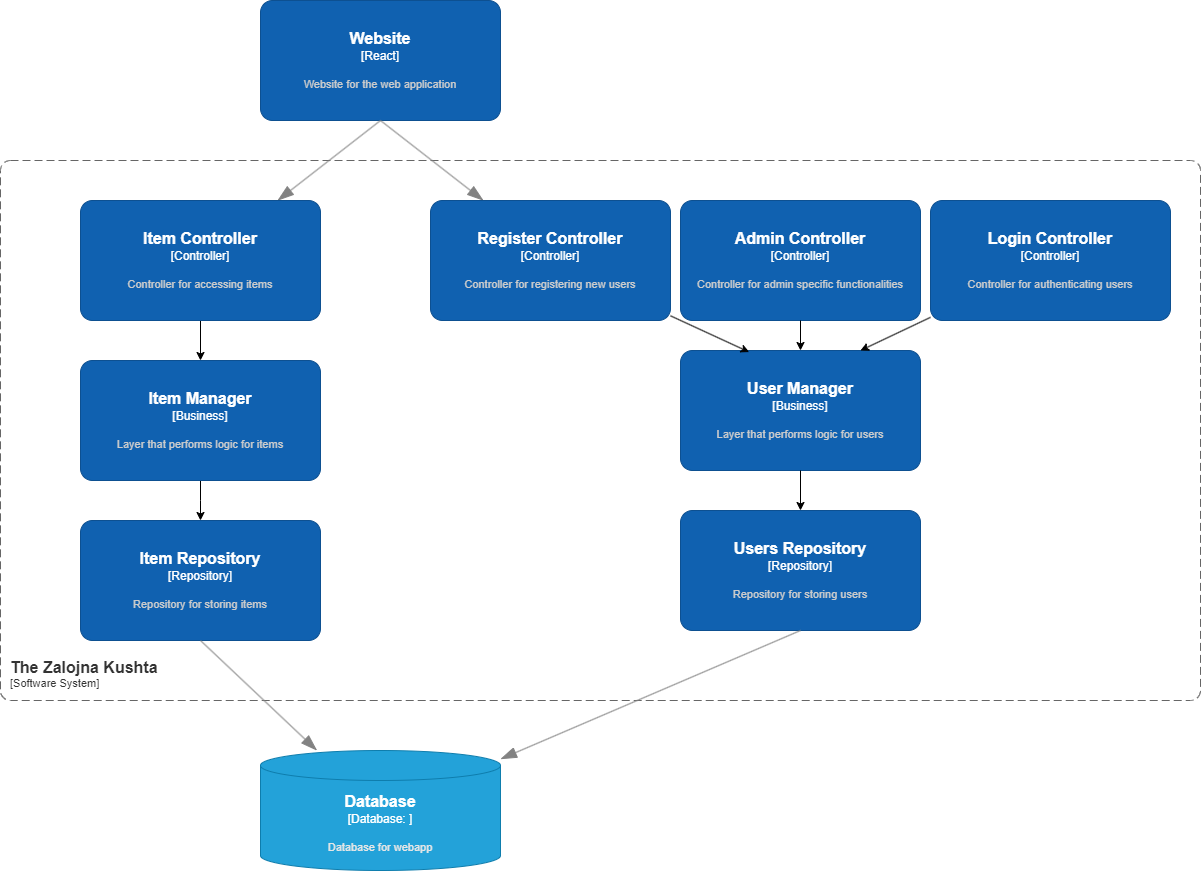 Website
[React]
Website for the web application
Item Controller
[Controller]
Controller for accessing items
Register Controller
[Controller]
Controller for registering new users
Admin Controller
[Controller]
Controller for admin specific functionalities
Login Controller
[Controller]
Controller for authenticating users
Item Manager
[Business]
Layer that performs logic for items
User Manager
[Business]
Layer that performs logic for users
Item Repository
[Repository]
Repository for storing items
Users Repository
[Repository]
Repository for storing users
The Zalojna Kushta
[Software System]
Database
[Database: ]
Database for webapp